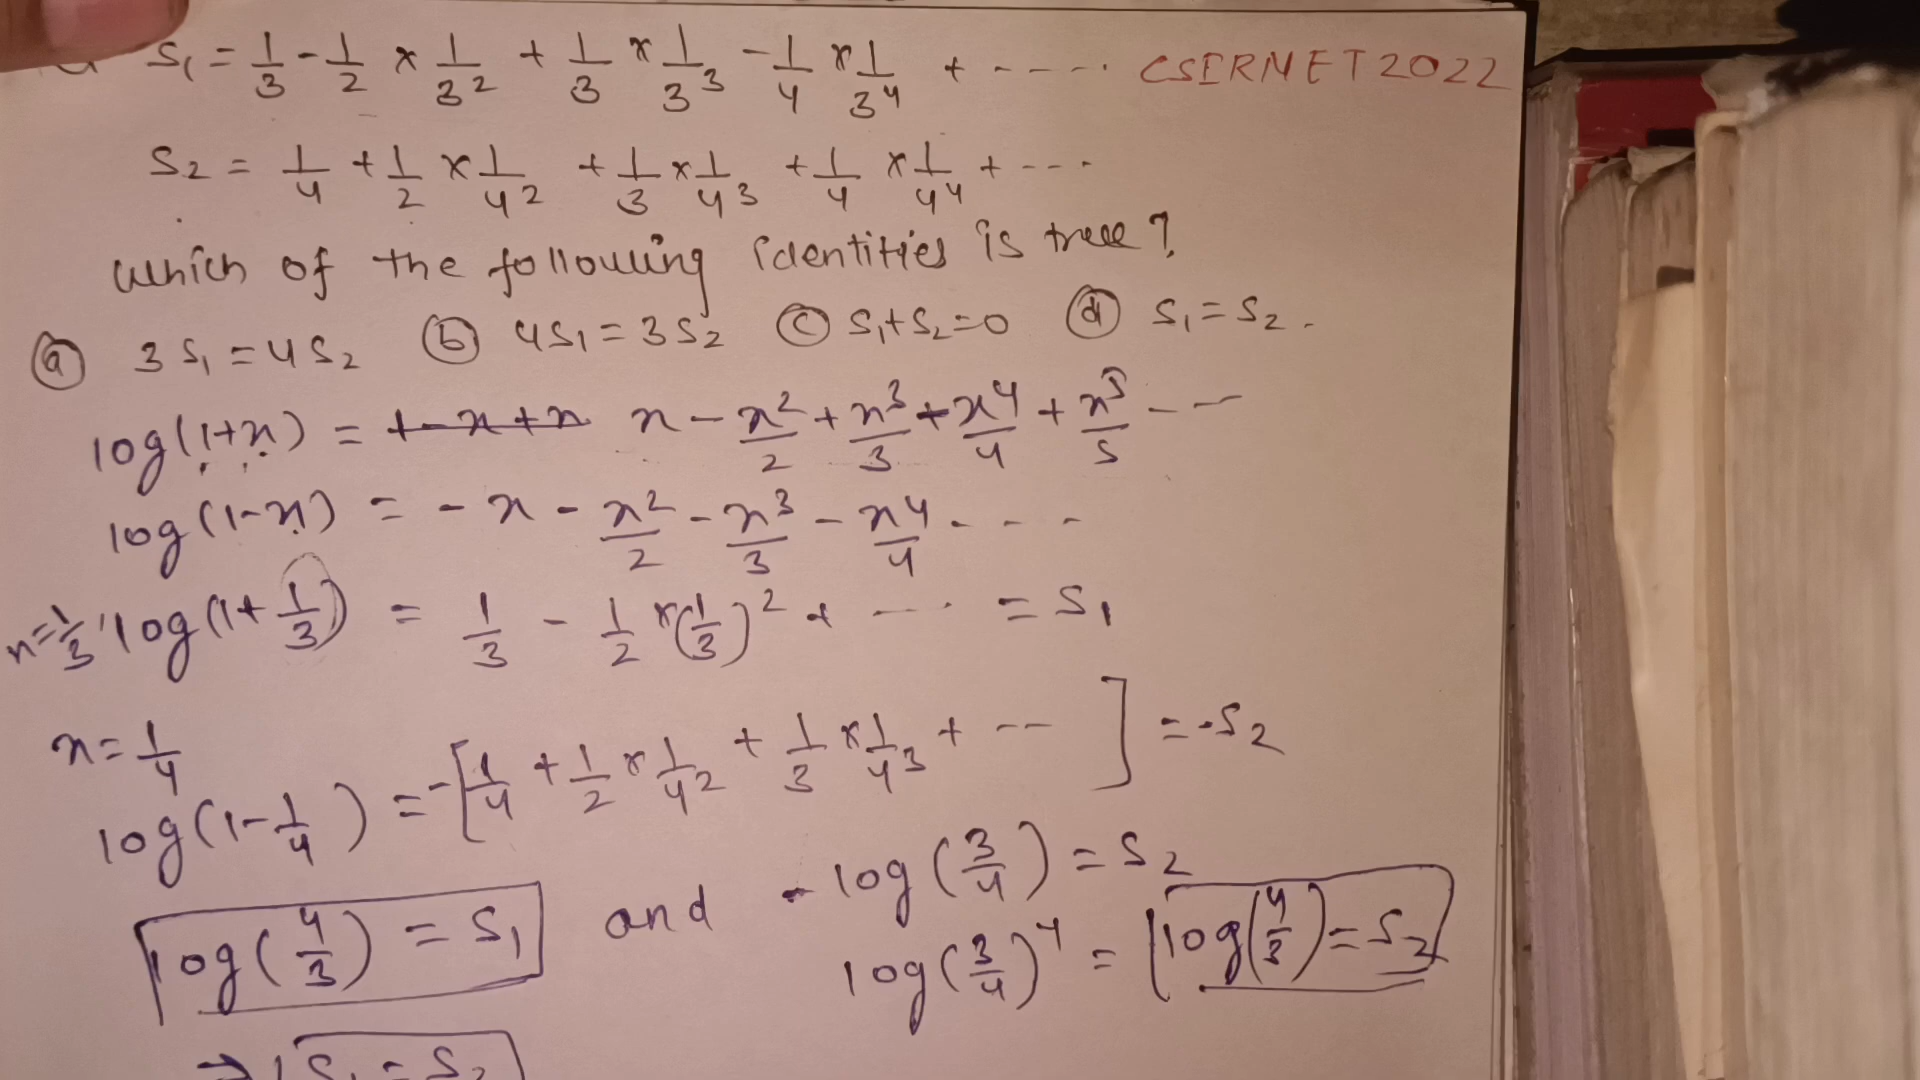 S₁ = 1/3 - 1/2 × 1/3² + 1/3 × 1/3³ - 1/4 × 1/3⁴ + ----. CSIRNET2022
S₂ = 1/4 + 1/2 × 1/4² + 1/3 × 1/4³ + 1/4 × 1/4⁴ + ---.
which of the following identities is true?
(a) 3S₁ = 4S₂ (b) 4S₁ = 3S₂ (c) S₁+S₂=0 (d) S₁=S₂.
log(1+x) = x - x²/2 + x³/3 + x⁴/4 + x⁵/5 - -
log(1-x) = -x - x²/2 - x³/3 - x⁴/4 - - -
x=1/3, log(1+1/3) = 1/3 - 1/2 × (1/3)² + ---- = S₁
x=1/4
log(1-1/4) = -[1/4 + 1/2 × 1/4² + 1/3 × 1/4³ + --- ] = -S₂
log(4/3) = S₁ and - log(3/4) = S₂
log(3/4)⁻¹ = log(4/3) = S₂
⇒ S₁ = S₂